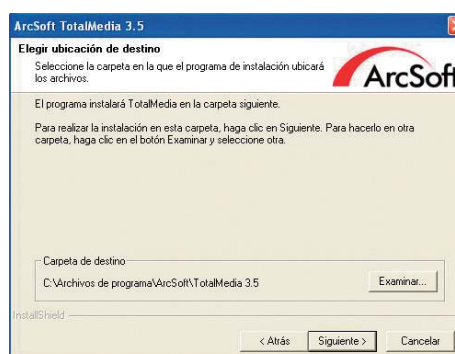 ArcSoft TotalMedia 3.5
Elegir ubicación de destino
Seleccione la carpeta en la que el programa de instalación ubicará
los archivos.
ArcSoft
El programa instalará TotalMedia en la carpeta siguiente.
Para realizar la instalación en esta carpeta, haga clic en Siguiente. Para hacerlo en otra
carpeta, haga clic en el botón Examinar y seleccione otra.
Carpeta de destino
C:\Archivos de programa\ArcSoft\TotalMedia 3.5
Examinar...
InstallShield
< Atrás
Siguiente >
Cancelar